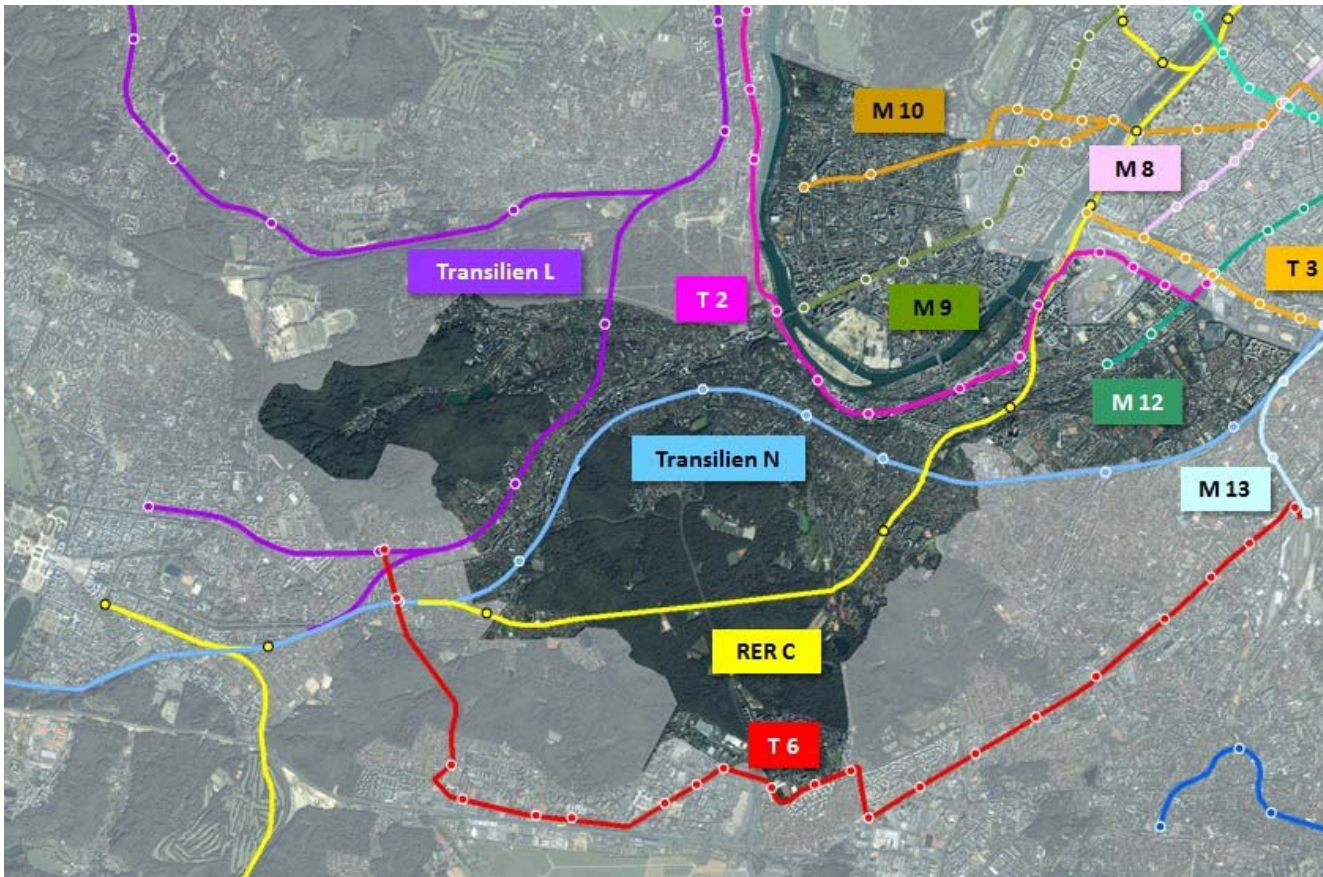 M 10
M 8
Transilien L
T 2
M 9
T 3
M 12
Transilien N
M 13
RER C
T 6